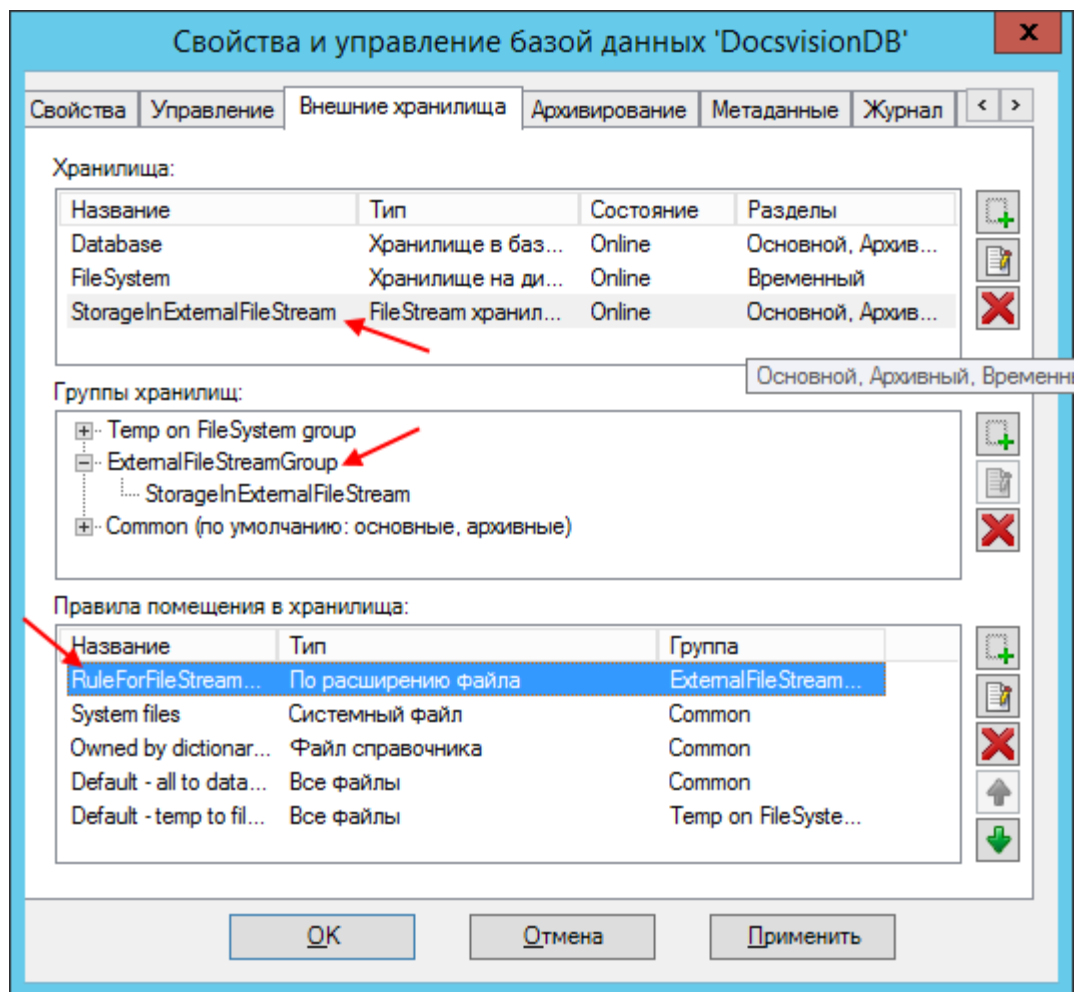 Свойства и управление базой данных 'DocsvisionDB'
x
Свойства Управление Внешние хранилища Архивирование Метаданные Журнал < >
Хранилища:
Название Тип Состояние Разделы
Database Хранилище в баз... Online Основной, Архив...
FileSystem Хранилище на ди... Online Временный
StorageInExternalFileStream FileStream хранил... Online Основной, Архив...
Основной, Архивный, Временн
Группы хранилищ:
Temp on FileSystem group
ExternalFileStreamGroup
StorageInExternalFileStream
Common (по умолчанию: основные, архивные)
Правила помещения в хранилища:
Название Тип Группа
RuleForFileStream... По расширению файла ExternalFileStream...
System files Системный файл Common
Owned by dictionar... Файл справочника Common
Default - all to data... Все файлы Common
Default - temp to fil... Все файлы Temp on FileSyste...
OK Отмена Применить